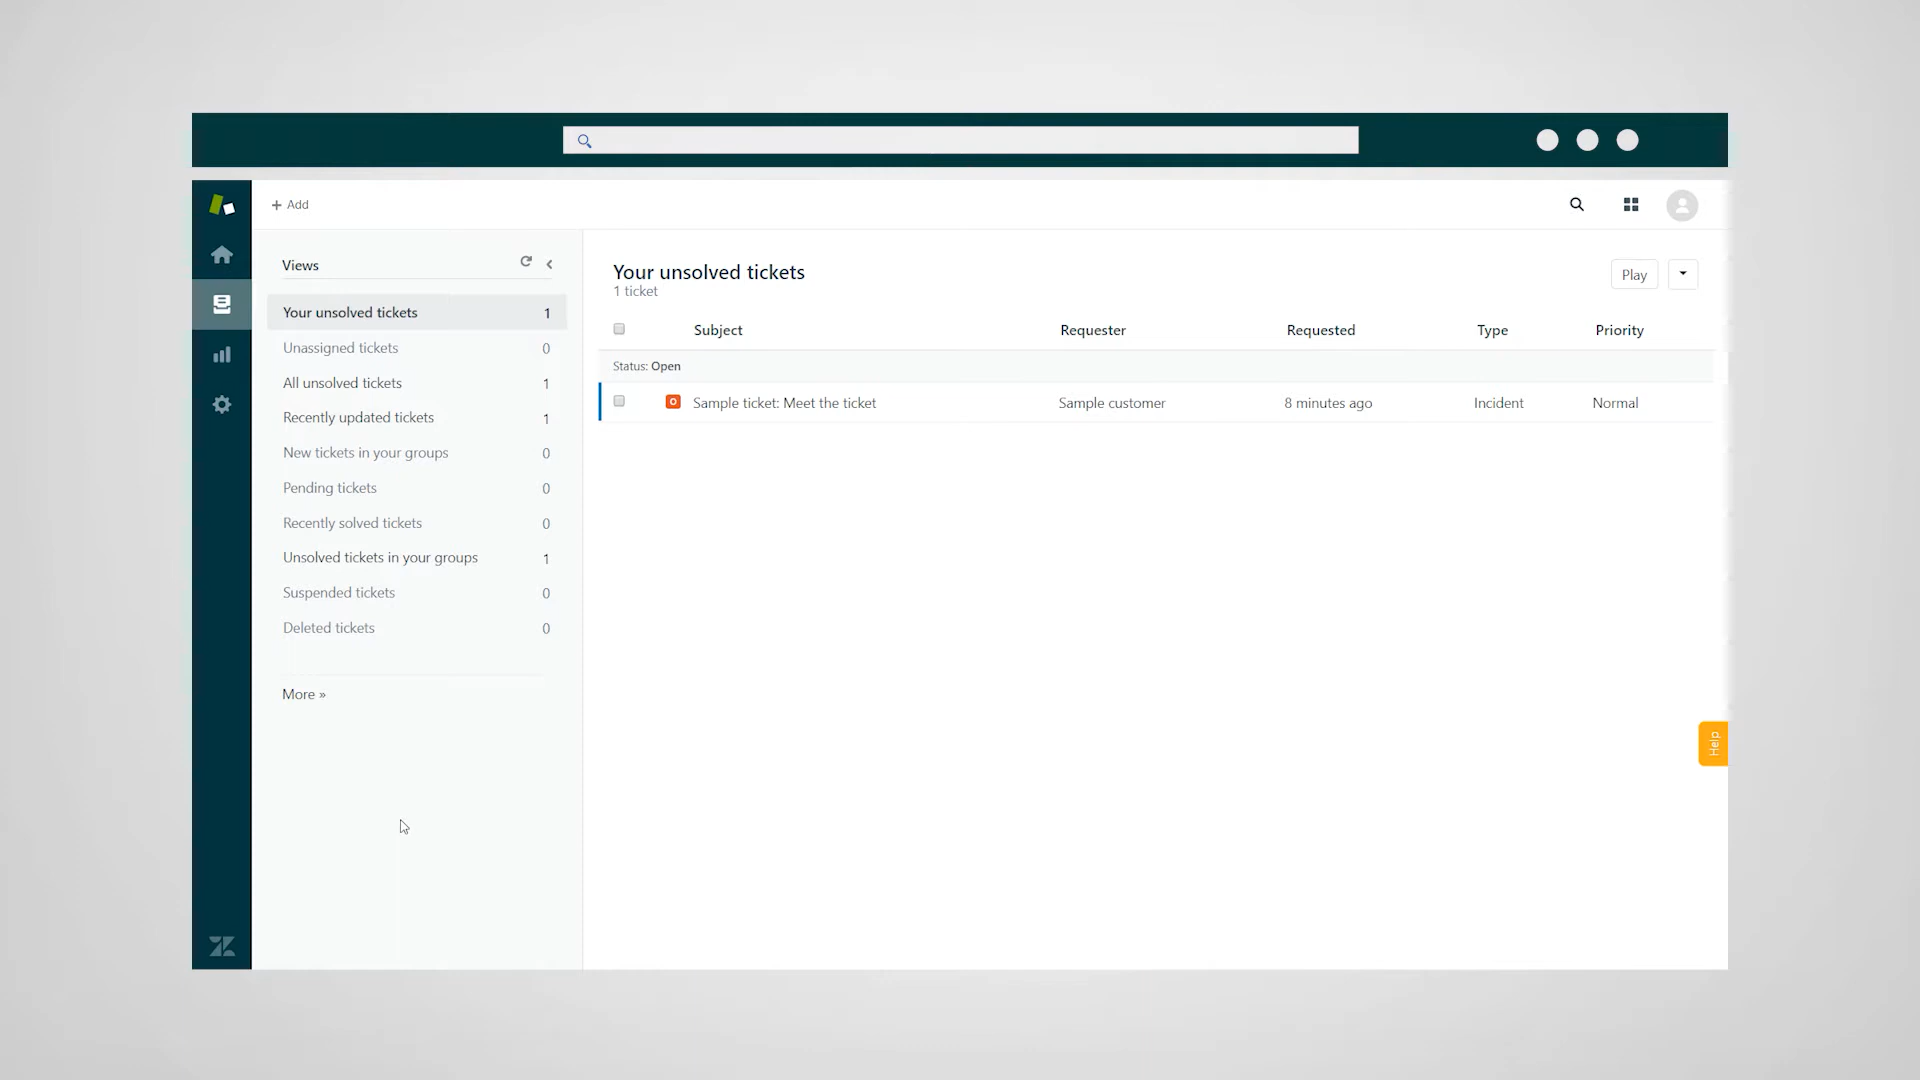 + Add
Views
Your unsolved tickets 1
Unassigned tickets 0
All unsolved tickets 1
Recently updated tickets 1
New tickets in your groups 0
Pending tickets 0
Recently solved tickets 0
Unsolved tickets in your groups 1
Suspended tickets 0
Deleted tickets 0
More »
Your unsolved tickets
1 ticket
Play
Subject Requester Requested Type Priority
Status: Open
O Sample ticket: Meet the ticket Sample customer 8 minutes ago Incident Normal
Help